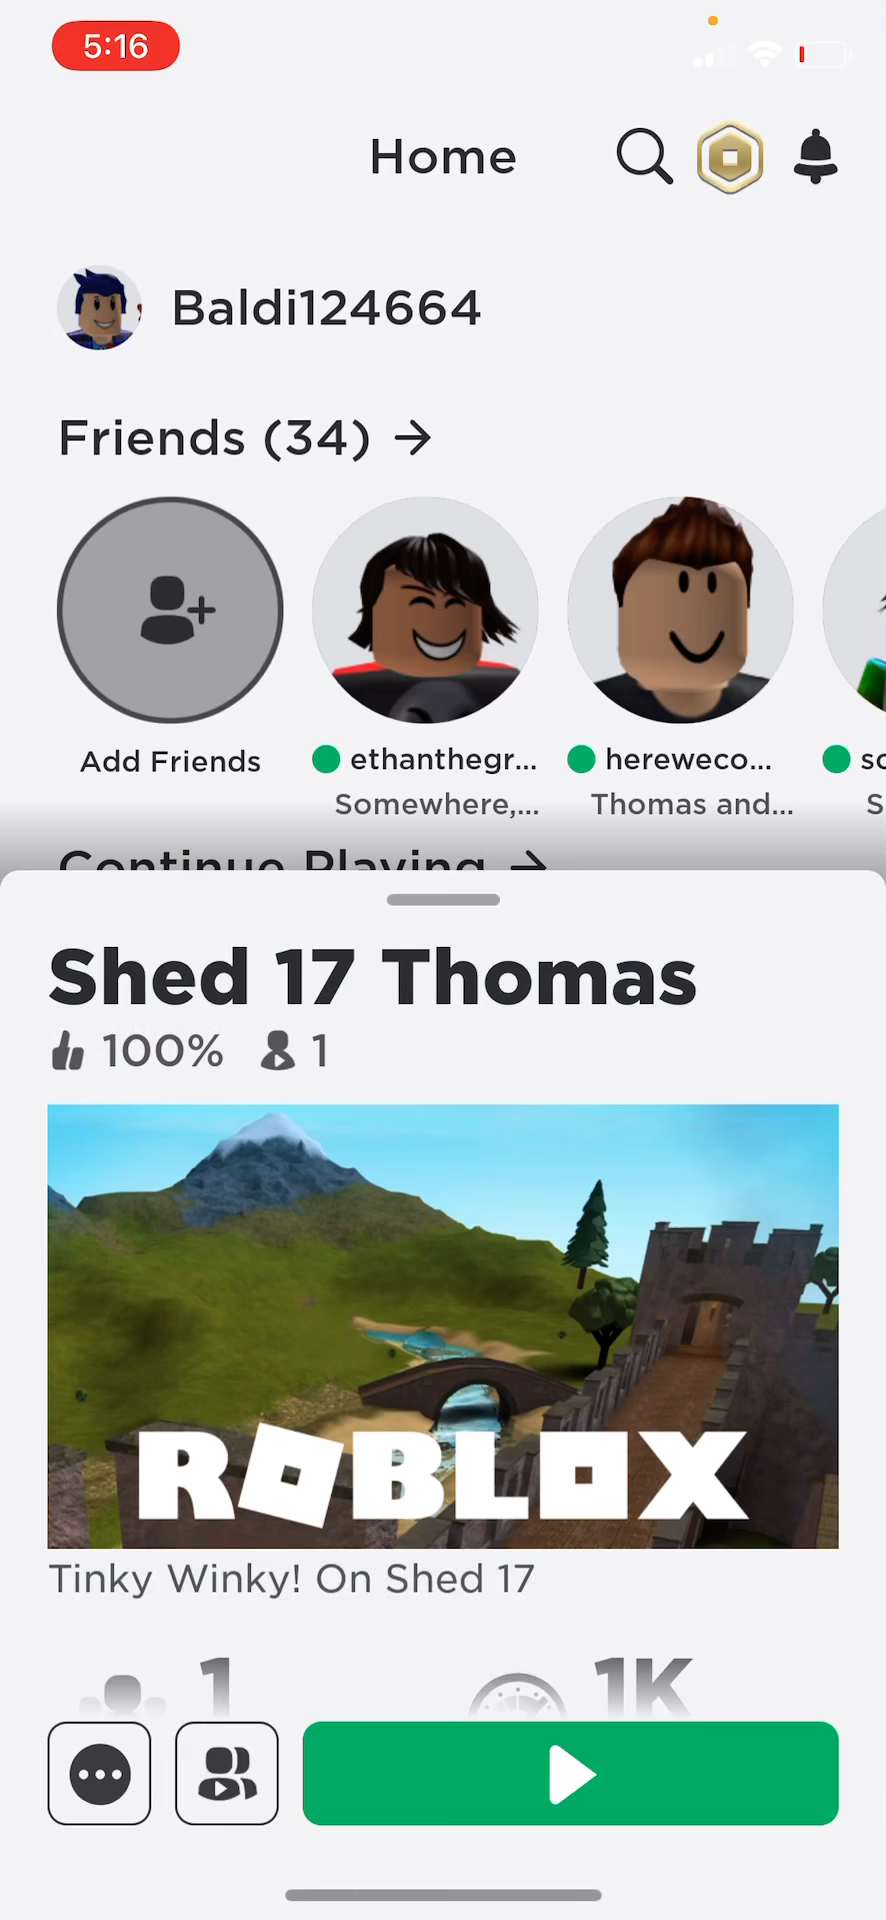 5:16
Home
Baldi124664
Friends (34) →
Add Friends
ethanthegr...
hereweco...
sc
Somewhere,...
Thomas and...
S
Continue Playing →
Shed 17 Thomas
100% 1
ROBLOX
Tinky Winky! On Shed 17
1 1K